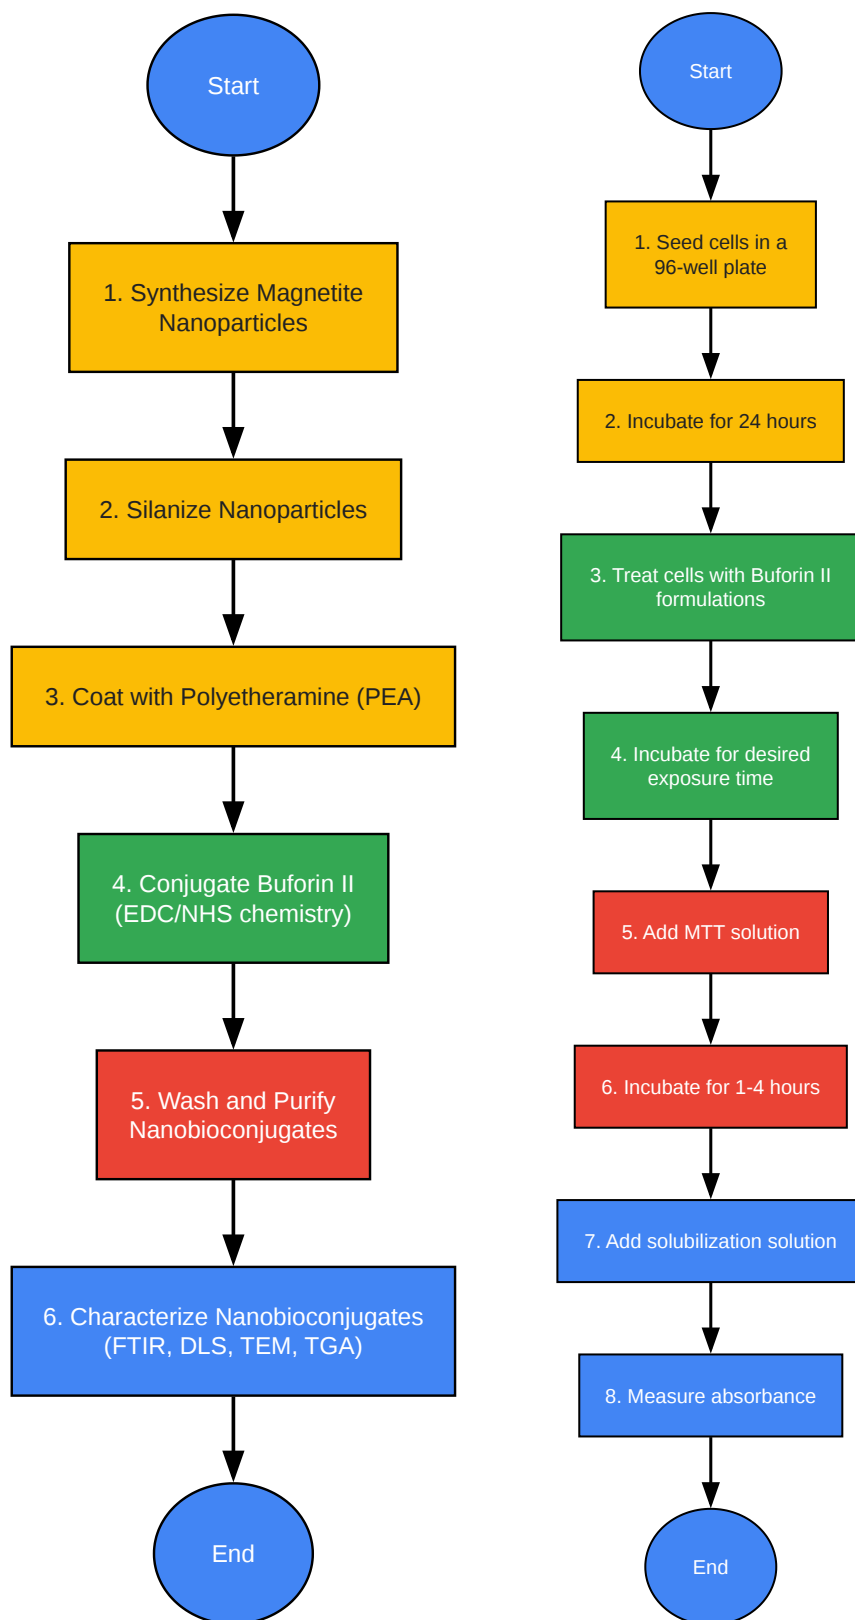 Start
1. Synthesize Magnetite
Nanoparticles
2. Silanize Nanoparticles
3. Coat with Polyetheramine (PEA)
4. Conjugate Buforin II
(EDC/NHS chemistry)
5. Wash and Purify
Nanobioconjugates
6. Characterize Nanobioconjugates
(FTIR, DLS, TEM, TGA)
End
Start
1. Seed cells in a
96-well plate
2. Incubate for 24 hours
3. Treat cells with Buforin II
formulations
4. Incubate for desired
exposure time
5. Add MTT solution
6. Incubate for 1-4 hours
7. Add solubilization solution
8. Measure absorbance
End